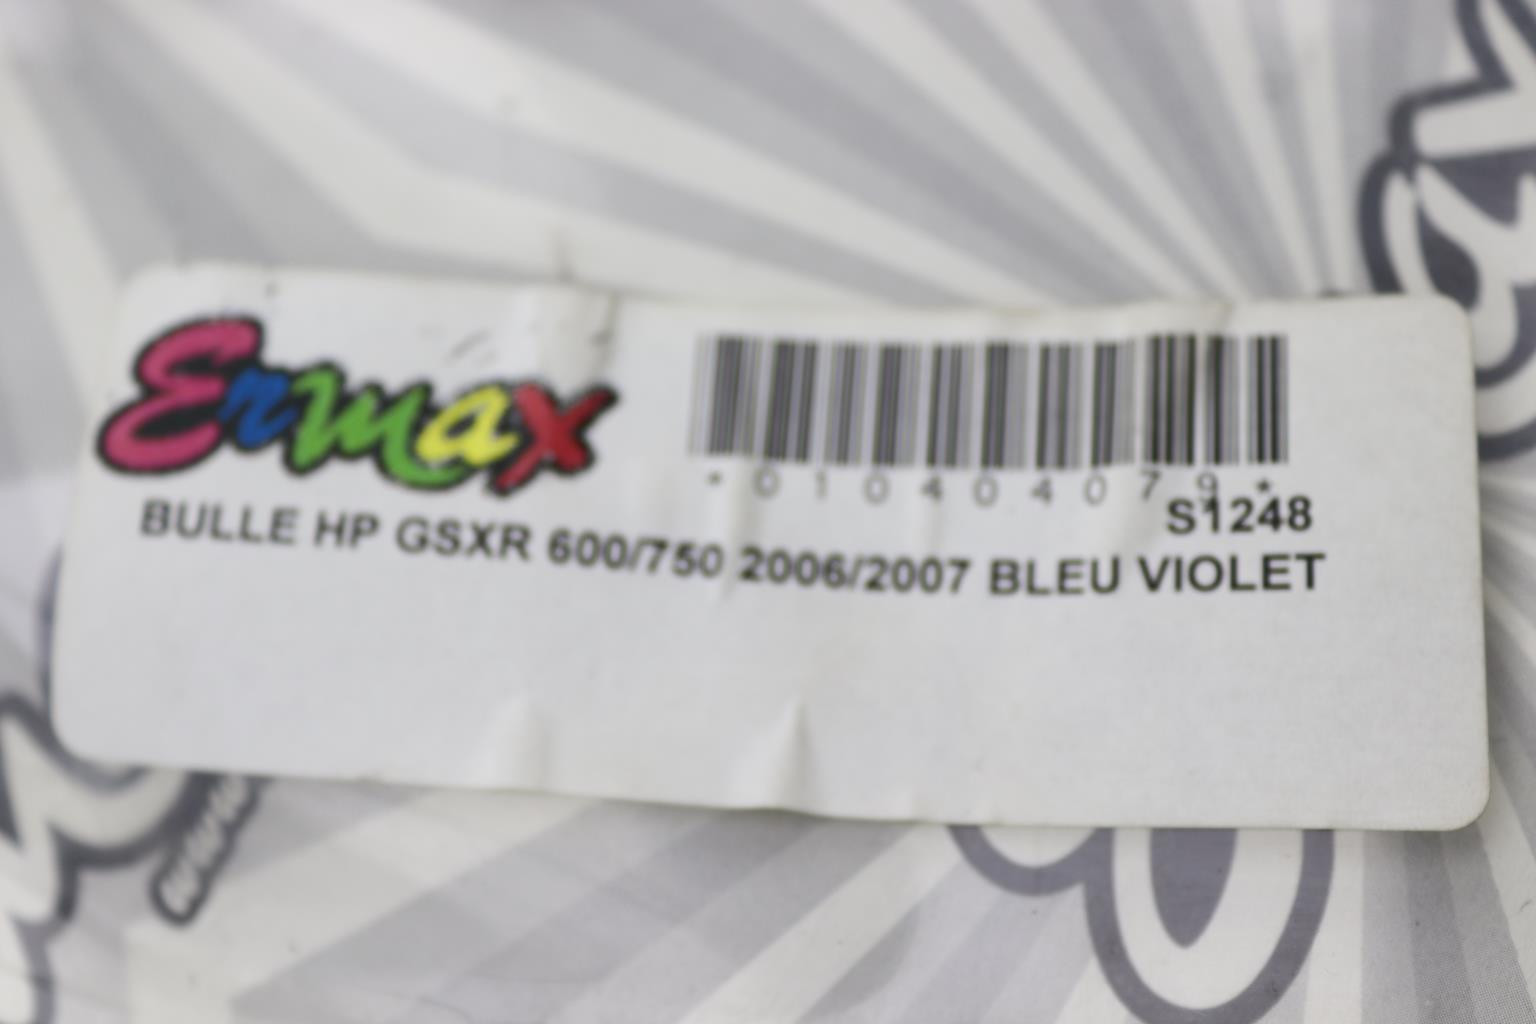 Ermax
*010404079*
S1248
BULLE HP GSXR 600/750 2006/2007 BLEU VIOLET